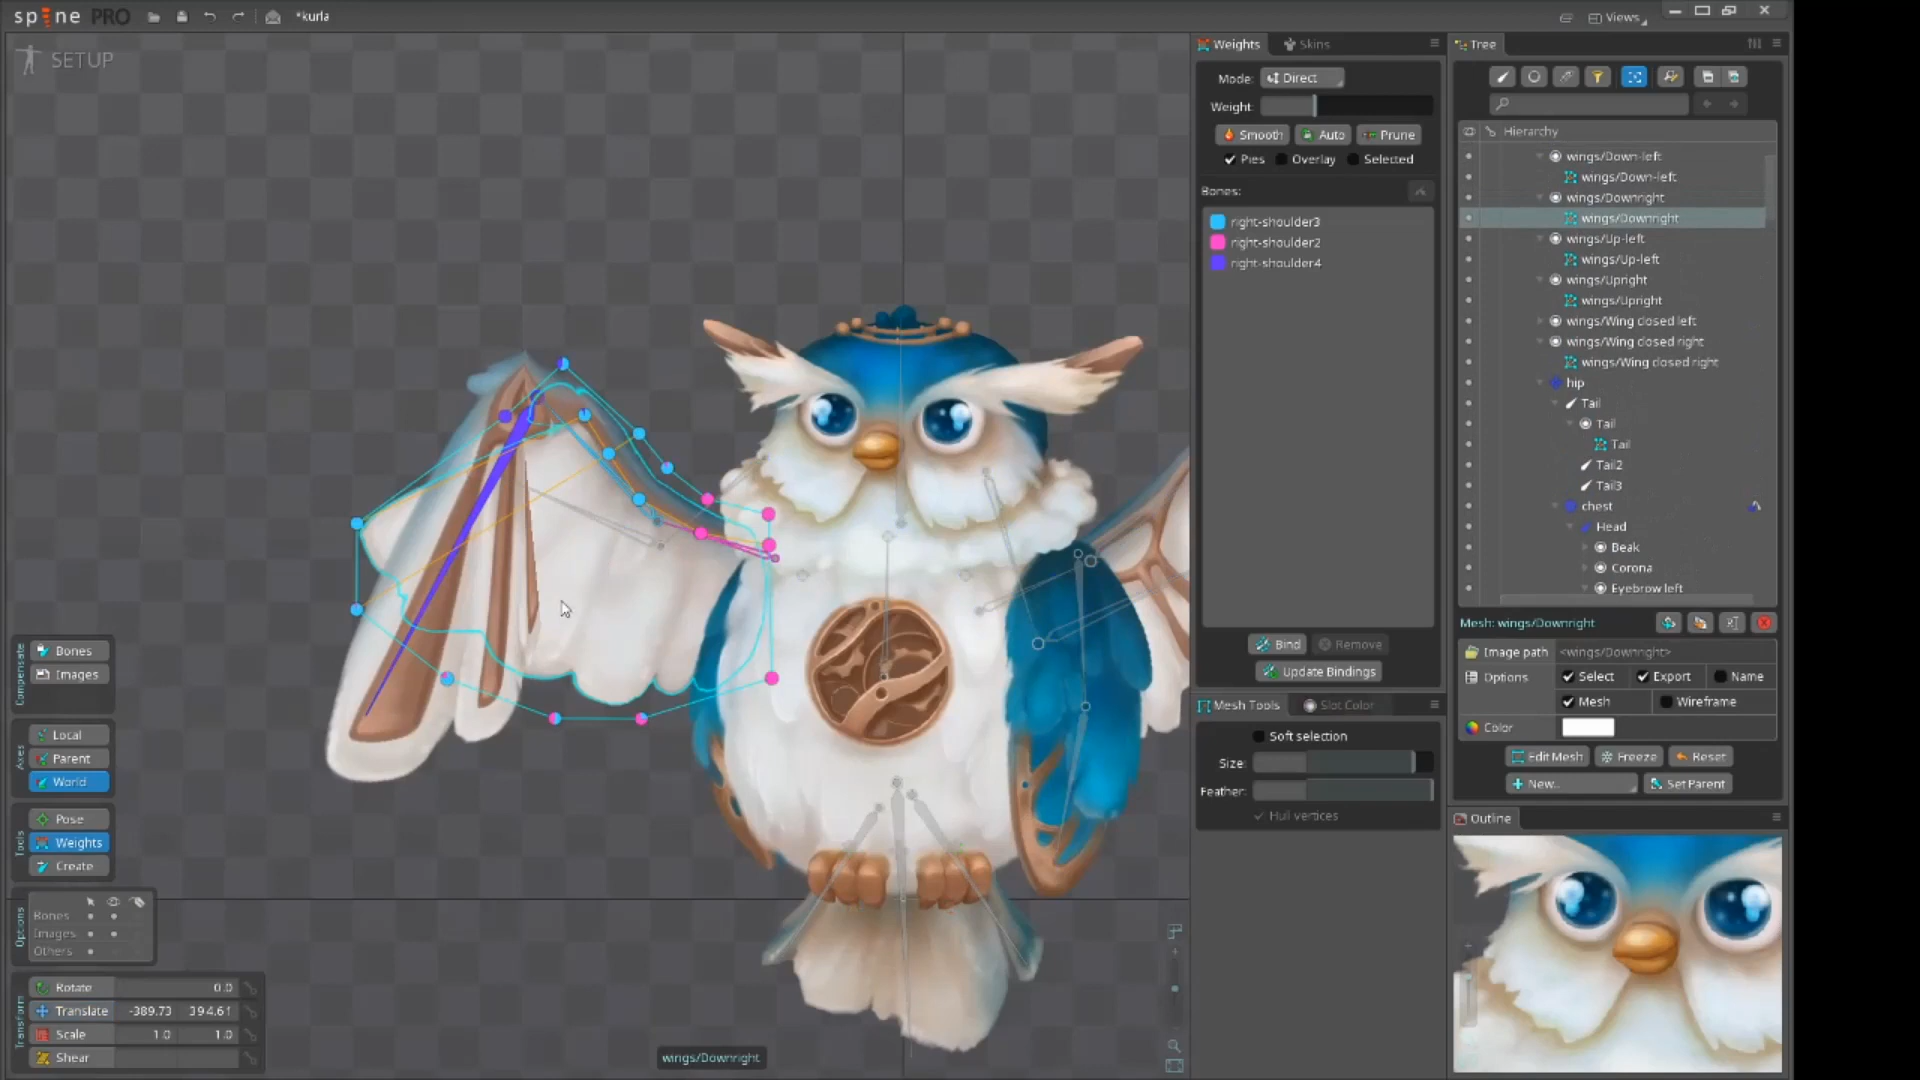 spine PRO
*kurla
Views
SETUP
Weights
Skins
Mode:
Direct
Weight:
Smooth
Auto
Prune
Pies
Overlay
Selected
Bones:
right-shoulder3
right-shoulder2
right-shoulder4
Bind
Remove
Update Bindings
Mesh Tools
Slot Color
Soft selection
Size:
Feather:
Hull vertices
Tree
Hierarchy
wings/Down-left
wings/Down-left
wings/Downright
wings/Downright
wings/Up-left
wings/Up-left
wings/Upright
wings/Upright
wings/Wing closed left
wings/Wing closed right
wings/Wing closed right
hip
Tail
Tail
Tail
Tail2
Tail3
chest
Head
Beak
Corona
Eyebrow left
Mesh: wings/Downright
Image path
<wings/Downright>
Options
Select
Export
Name
Mesh
Wireframe
Color
Edit Mesh
Freeze
Reset
New...
Set Parent
Outline
Compensate
Bones
Images
Axes
Local
Parent
World
Tools
Pose
Weights
Create
Options
Bones
Images
Others
Transform
Rotate 0.0
Translate -389.73 394.61
Scale 1.0 1.0
Shear
wings/Downright